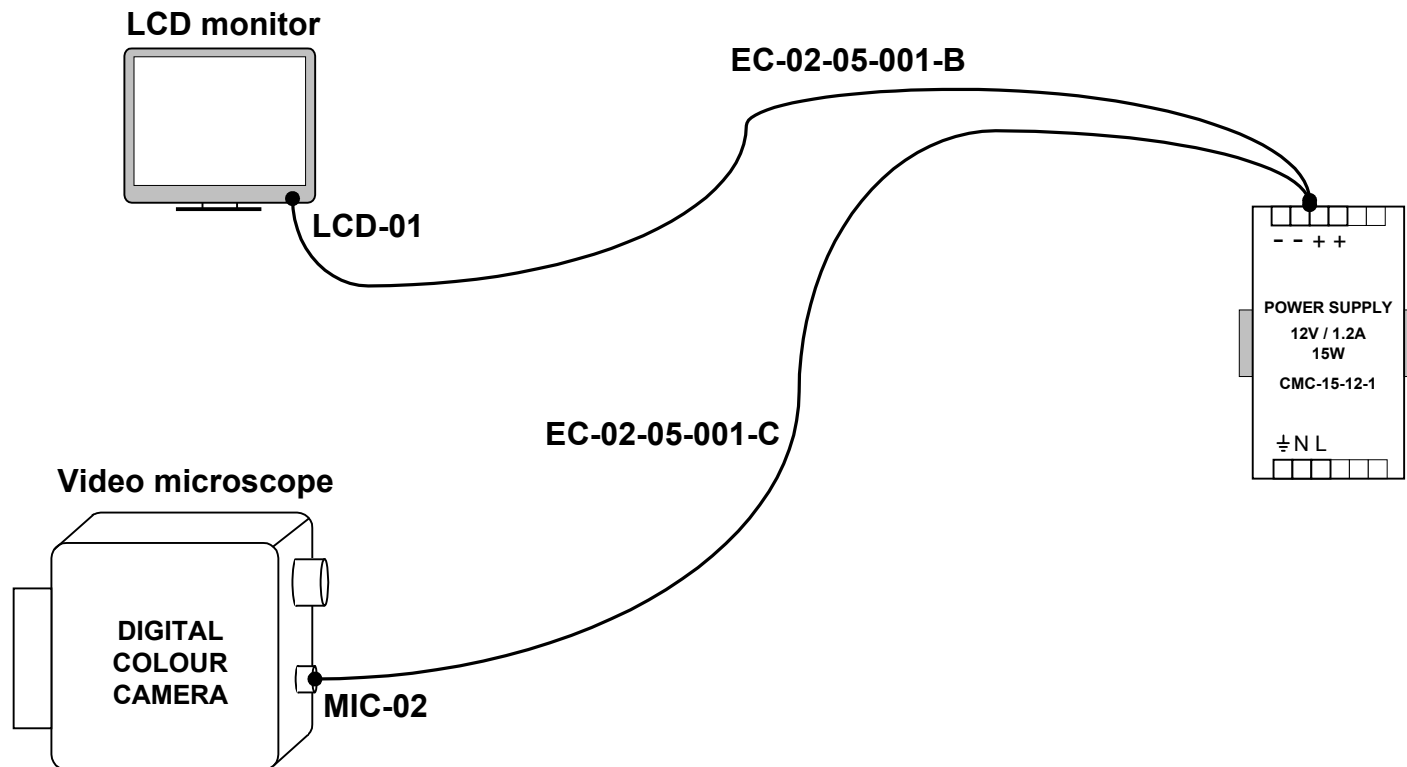 LCD monitor
EC-02-05-001-B
LCD-01
- - + +
POWER SUPPLY
12V / 1.2A
15W
CMC-15-12-1
EC-02-05-001-C
N L
Video microscope
DIGITAL
COLOUR
CAMERA
MIC-02